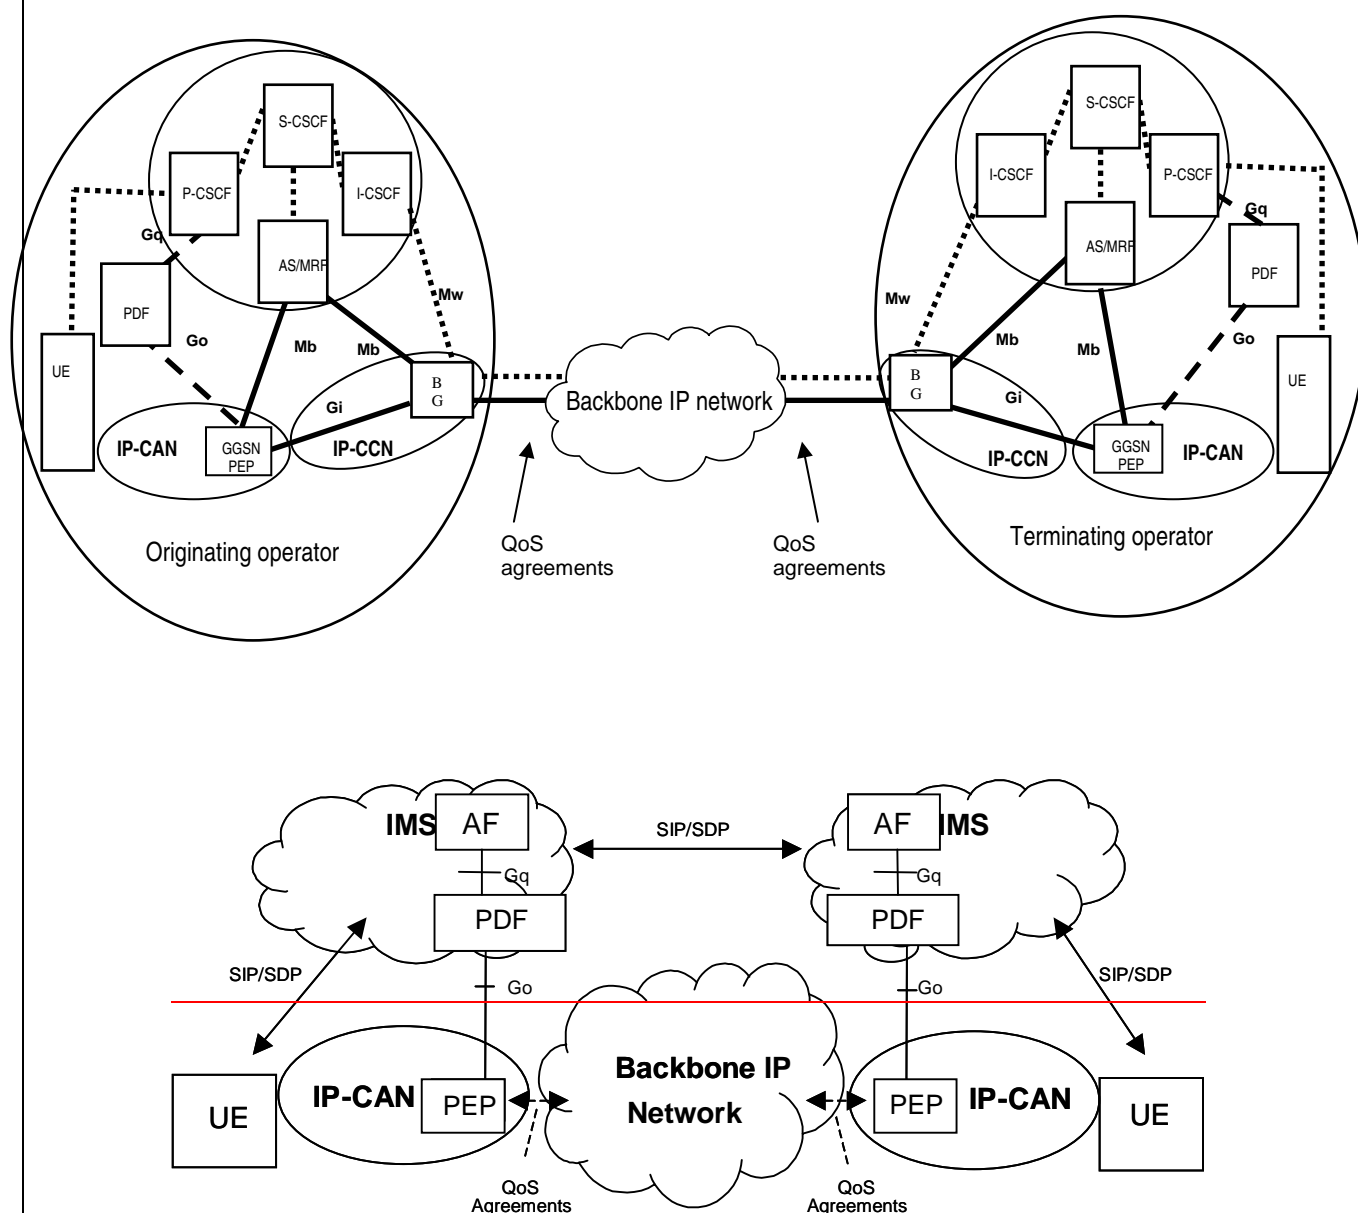 S-CSCF
P-CSCF
I-CSCF
Gq
AS/MRF
PDF
Mw
Go
Mb
Mb
UE
B
G
Gi
IP-CAN
GGSN
PEP
IP-CCN
Originating operator
Backbone IP network
QoS
agreements
QoS
agreements
S-CSCF
I-CSCF
P-CSCF
Gq
AS/MRF
PDF
Mw
Mb
Mb
Go
B
G
UE
Gi
IP-CCN
GGSN
PEP
IP-CAN
Terminating operator
IMS
AF
SIP/SDP
AF
IMS
Gq
Gq
PDF
PDF
SIP/SDP
SIP/SDP
Go
Go
Backbone IP
Network
UE
IP-CAN
PEP
PEP
IP-CAN
UE
QoS
Agreements
QoS
Agreements